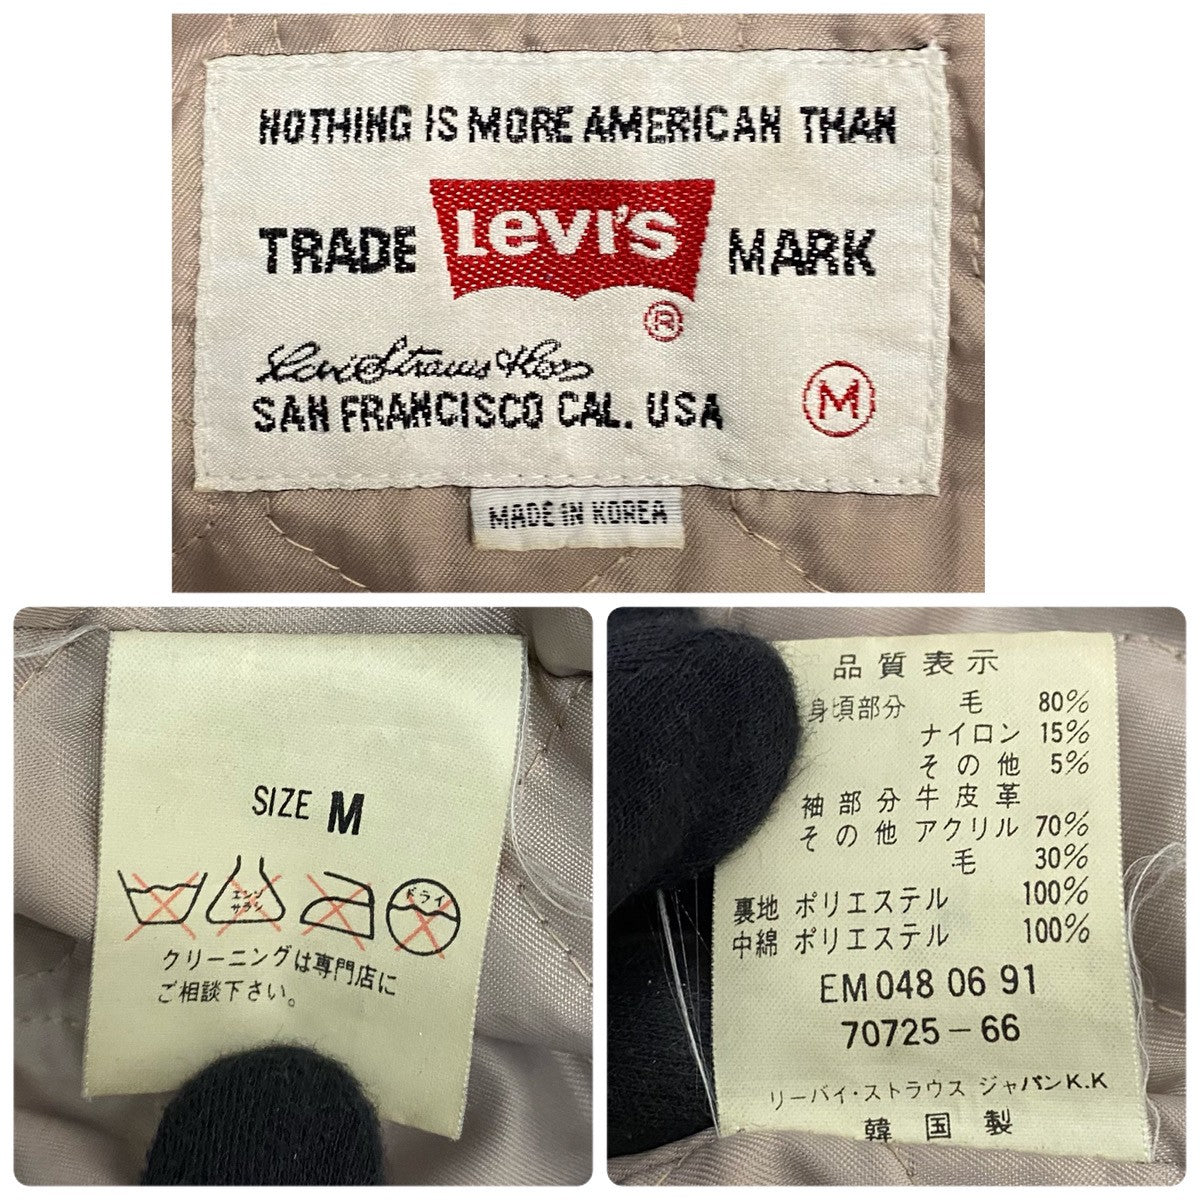 NOTHING IS MORE AMERICAN THAN
TRADE LEVI'S MARK
®
Levi Strauss & Co
SAN FRANCISCO CAL. USA M
MADE IN KOREA
SIZE M
エンソ サラシ ドライ
クリーニングは専門店に
ご相談下さい。
品質表示
身頃部分 毛 80%
ナイロン 15%
その他 5%
袖部分牛皮革
その他 アクリル 70%
毛 30%
裏地 ポリエステル 100%
中綿 ポリエステル 100%
EM 048 06 91
70725-66
リーバイ・ストラウス ジャパンK.K
韓国製